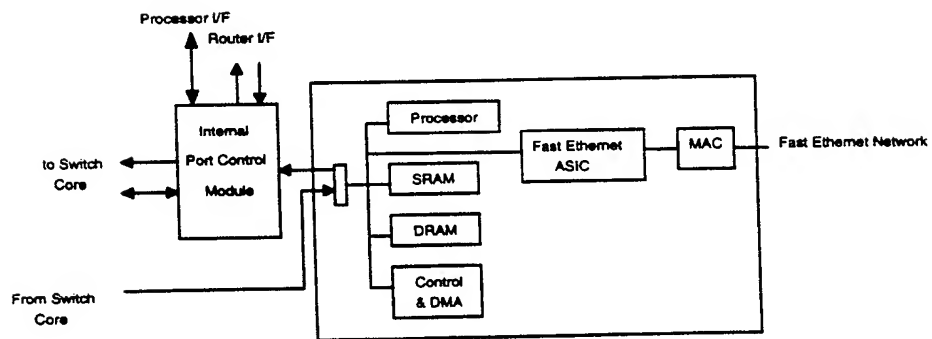 Processor I/F
Router I/F
Internal
Port Control
Module
to Switch
Core
From Switch
Core
Processor
SRAM
DRAM
Control
& DMA
Fast Ethernet
ASIC
MAC
Fast Ethernet Network